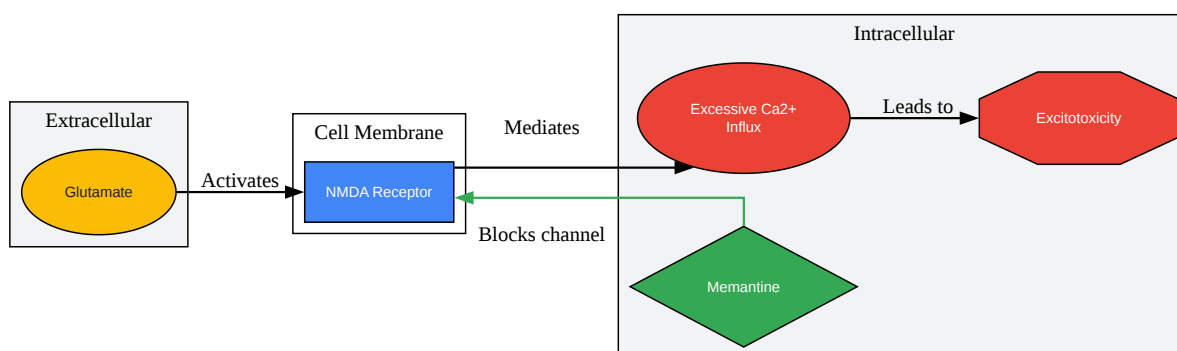 Extracellular
Glutamate
Activates
Cell Membrane
NMDA Receptor
Mediates
Blocks channel
Intracellular
Excessive Ca2+
Influx
Leads to
Excitotoxicity
Memantine